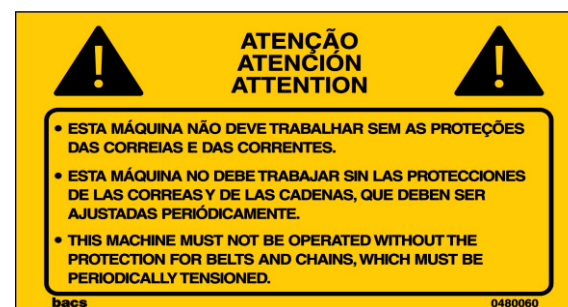 ATENÇÃO
ATENCIÓN
ATTENTION
• ESTA MÁQUINA NÃO DEVE TRABALHAR SEM AS PROTEÇÕES
DAS CORREIAS E DAS CORRENTES.
• ESTA MÁQUINA NO DEBE TRABAJAR SIN LAS PROTECCIONES
DE LAS CORREAS Y DE LAS CADENAS, QUE DEBEN SER
AJUSTADAS PERIÓDICAMENTE.
• THIS MACHINE MUST NOT BE OPERATED WITHOUT THE
PROTECTION FOR BELTS AND CHAINS, WHICH MUST BE
PERIODICALLY TENSIONED.
bacs
0480060